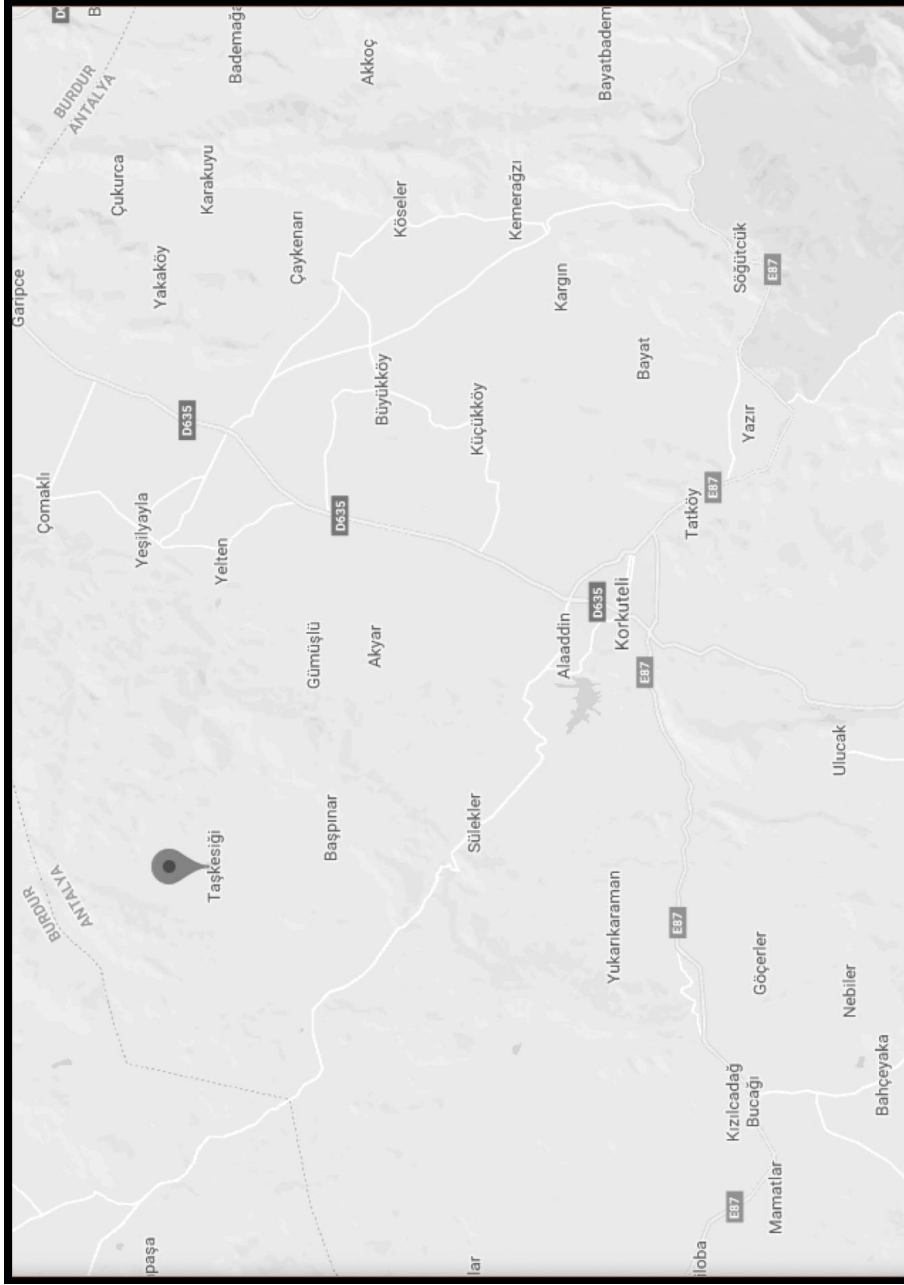 Garipce
BURDUR
ANTALYA
Çomaklı
BURDUR
ANTALYA
Çukurca
Yeşilyayla
paşa
Yakaköy
D635
Karakuyu
Taşkesiği
Yelten
Bademağa
Çaykenarı
Gümüşlü
Başpınar
D635
Akkoç
Akyar
Büyükköy
Köseler
lar
Sülekler
Küçükköy
Kemerağzı
Kargın
Alaaddin
D635
Bayatbadem
Yukarıkaraman
Korkuteli
Bayat
E87
E87
iloba
Tatköy
E87
Kızılcadağ
Bucağı
E87
Söğütcük
Yazır
Göçerler
E87
Mamatlar
Ulucak
Nebiler
Bahçeyaka